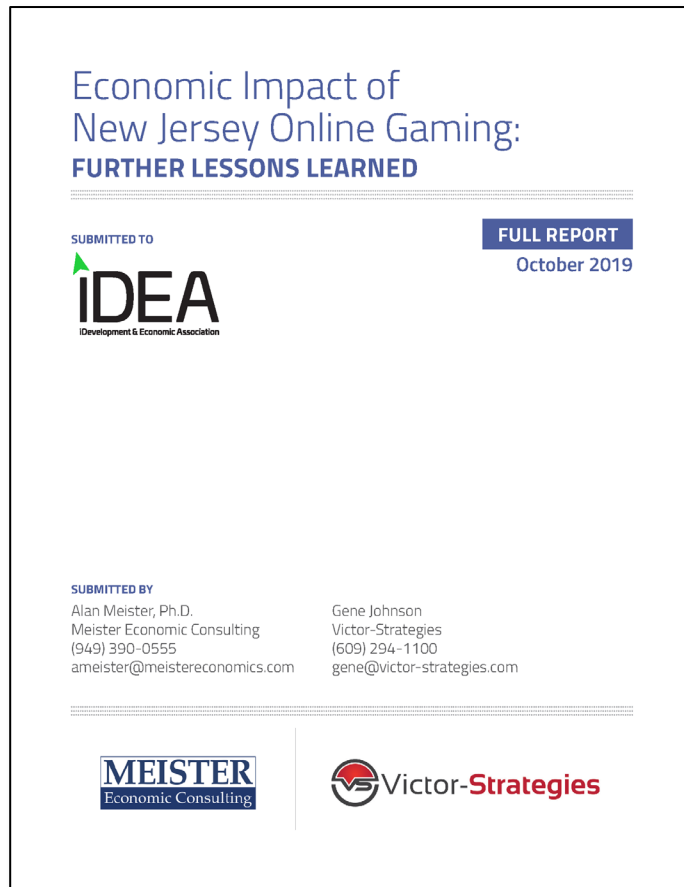 Economic Impact of
New Jersey Online Gaming:
FURTHER LESSONS LEARNED
SUBMITTED TO
iDEA
iDevelopment & Economic Association
FULL REPORT
October 2019
SUBMITTED BY
Alan Meister, Ph.D.
Meister Economic Consulting
(949) 390-0555
ameister@meistereconomics.com
Gene Johnson
Victor-Strategies
(609) 294-1100
gene@victor-strategies.com
MEISTER
Economic Consulting
VS Victor-Strategies